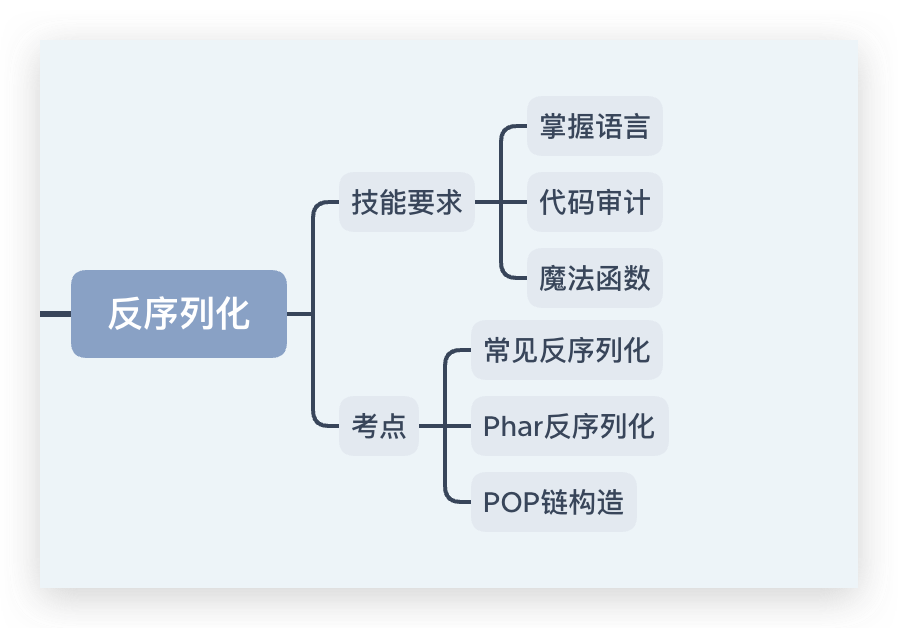 反序列化
技能要求
掌握语言
代码审计
魔法函数
考点
常见反序列化
Phar反序列化
POP链构造